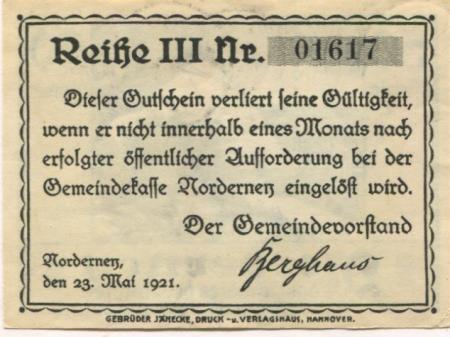 Reihe III Nr. 01617
Dieser Gutschein verliert seine Gültigkeit,
wenn er nicht innerhalb eines Monats nach
erfolgter öffentlicher Aufforderung bei der
Gemeindekasse Norderney eingelöst wird.
Der Gemeindevorstand
Norderney,
den 23. Mai 1921.
Berghaus
GEBRÜDER JÄNECKE, DRUCK- u. VERLAGSHAUS, HANNOVER.